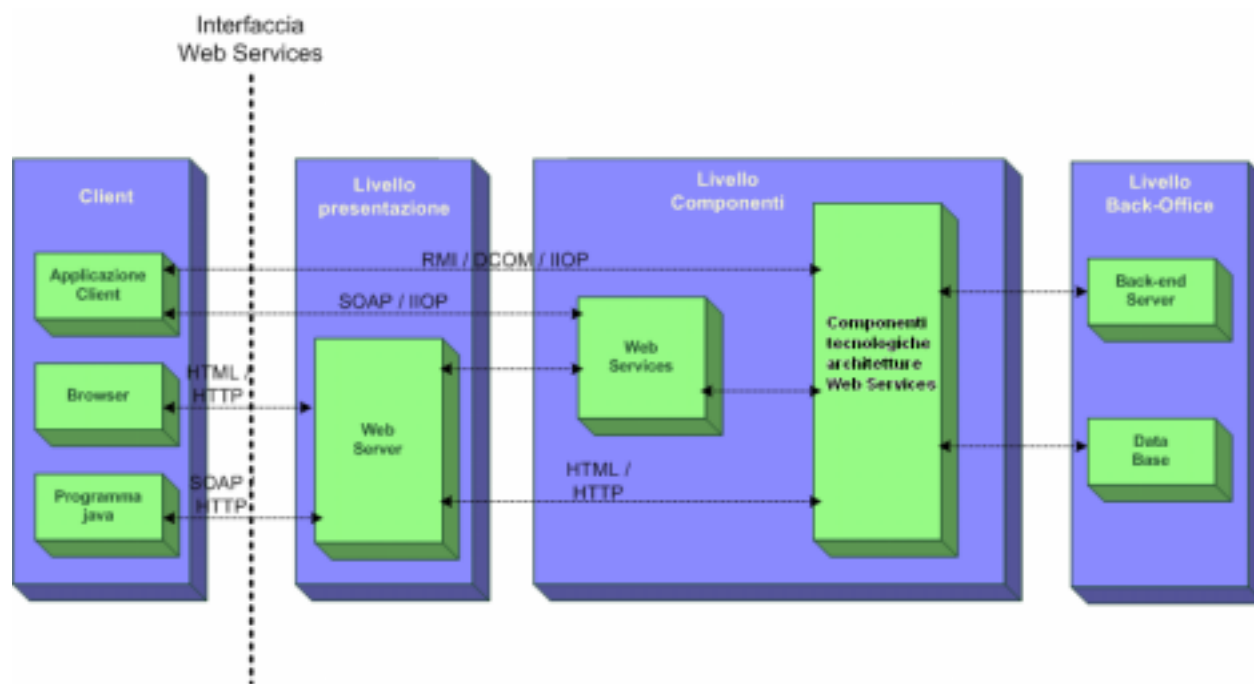 Interfaccia
Web Services
Client
Livello
presentazione
Livello
Componenti
Livello
Back-Office
RMI / DCOM / IIOP
Applicazione
Client
SOAP / IIOP
Back-end
Server
Web
Services
Componenti
tecnologiche
architetture
Web Services
HTML /
HTTP
Browser
Web
Server
Data
Base
SOAP /
HTTP
Programma
java
HTML /
HTTP